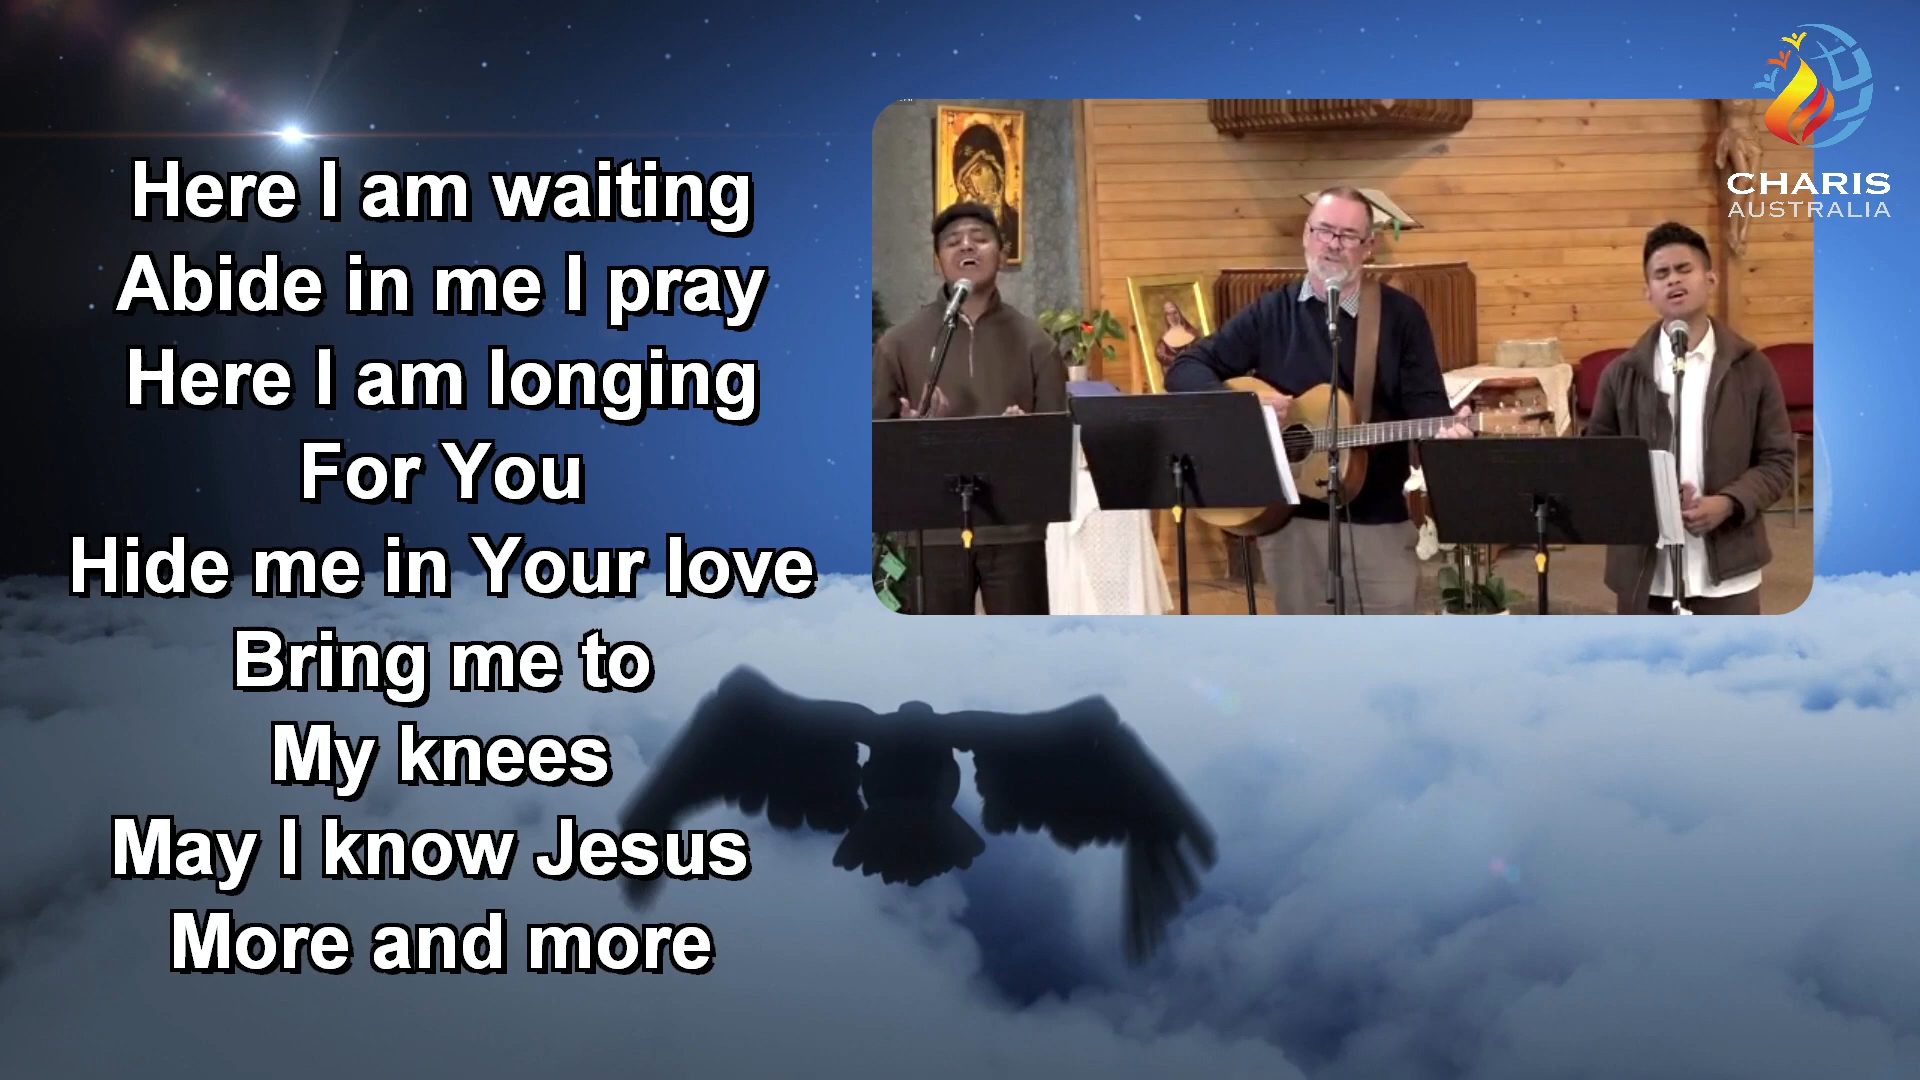 Here I am waiting
Abide in me I pray
Here I am longing
For You
Hide me in Your love
Bring me to
My knees
May I know Jesus
More and more
CHARIS
AUSTRALIA